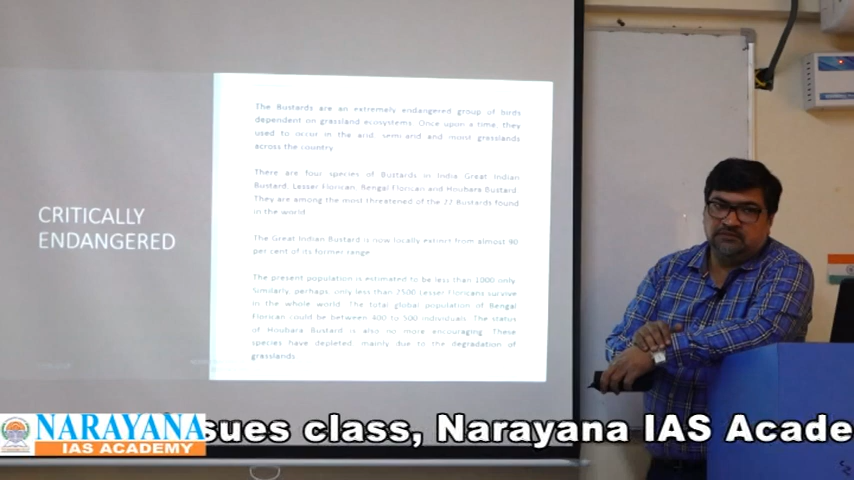 CRITICALLY
ENDANGERED
The Bustards are an extremely endangered group of birds
dependent on grassland ecosystems. Once upon a time, they
used to occur in the arid, semi-arid and moist grasslands
across the country.
There are four species of Bustards in India Great Indian
Bustard, Lesser Florican, Bengal Florican and Houbara Bustard.
They are among the most threatened of the 22 Bustards found
in the world.
The Great Indian Bustard is now locally extinct from almost 90
per cent of its former range.
The present population is estimated to be less than 1000 only.
Similarly, perhaps, only less than 2500 Lesser Floricans survive
in the whole world. The total global population of Bengal
Florican could be between 400 to 500 individuals. The status
of Houbara Bustard is also no more encouraging. These
species have depleted mainly due to the degradation of
grasslands.
NARAYANA
IAS ACADEMY
sues class, Narayana IAS Acade